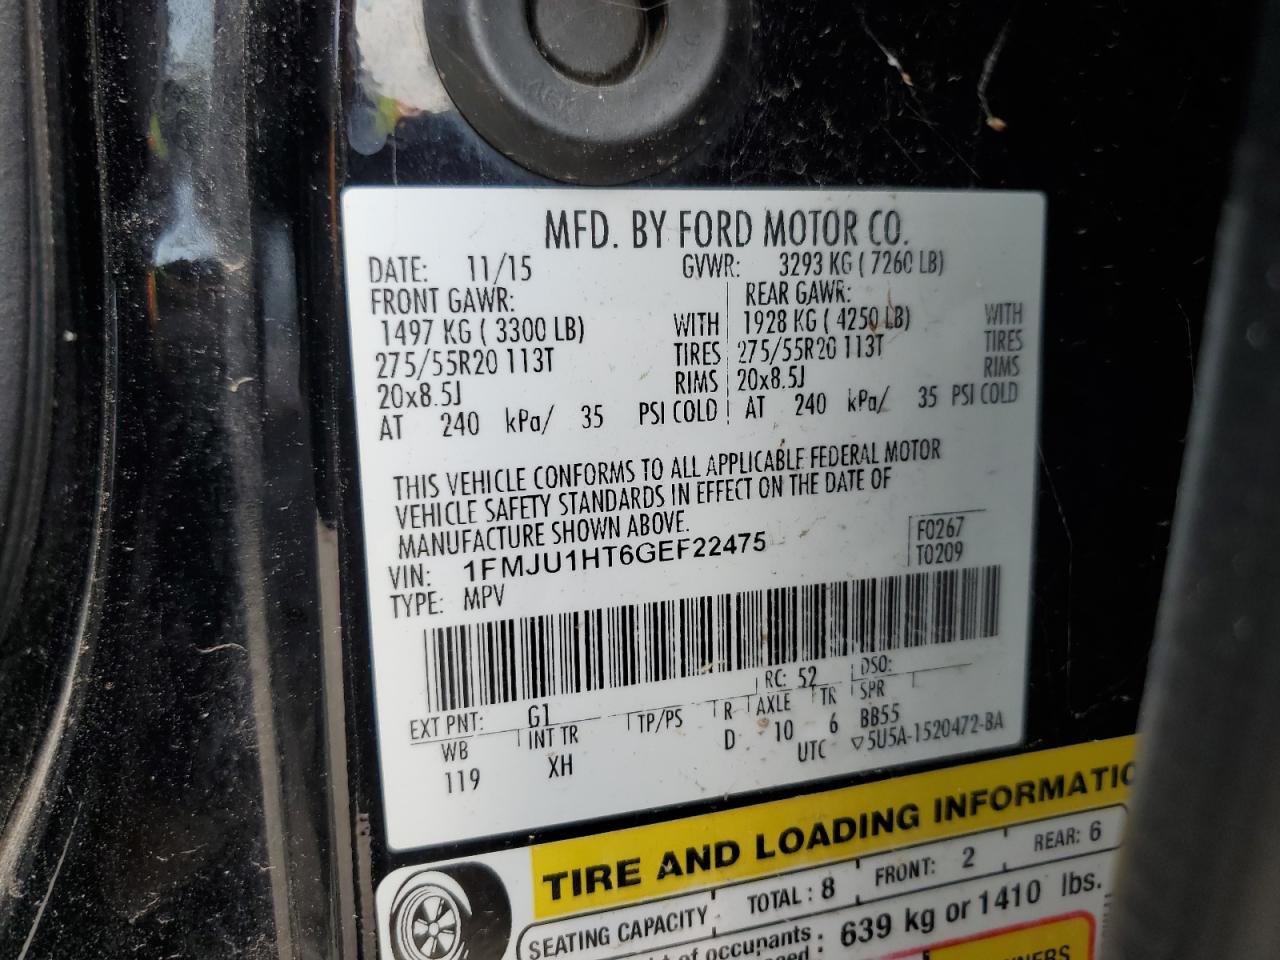 MFD. BY FORD MOTOR CO.
DATE: 11/15 GVWR: 3293 KG ( 7260 LB)
FRONT GAWR: REAR GAWR:
1497 KG ( 3300 LB) WITH 1928 KG ( 4250 LB) WITH
275/55R20 113T TIRES 275/55R20 113T TIRES
20x8.5J RIMS 20x8.5J RIMS
AT 240 kPa/ 35 PSI COLD AT 240 kPa/ 35 PSI COLD
THIS VEHICLE CONFORMS TO ALL APPLICABLE FEDERAL MOTOR
VEHICLE SAFETY STANDARDS IN EFFECT ON THE DATE OF
MANUFACTURE SHOWN ABOVE.
VIN: 1FMJU1HT6GEF22475 F0267
TYPE: MPV T0209
RC: 52 DSO:
EXT PNT: G1
WB INT TR TP/PS R AXLE TR SPR
119 XH D 10 6 BB55
UTC ▽5U5A-1520472-BA
TIRE AND LOADING INFORMATIO
SEATING CAPACITY TOTAL : 8 FRONT: 2 REAR: 6
t of occupants : 639 kg or 1410 lbs.